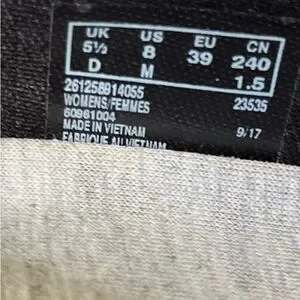 UK US EU CN
5½ 8 39 240
D M 1.5
261258914055
WOMENS/FEMMES 23535
60961004
MADE IN VIETNAM 9/17
FABRIQUE AU VIETNAM